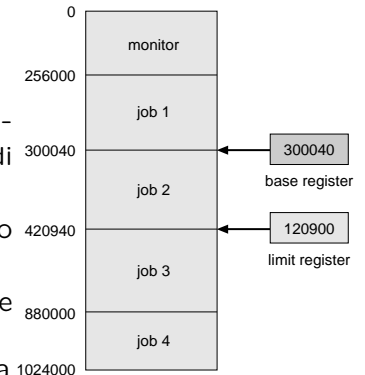 0
monitor
256000
job 1
-
di
300040
300040
base register
job 2
o
420940
120900
limit register
job 3
e
880000
job 4
a
1024000